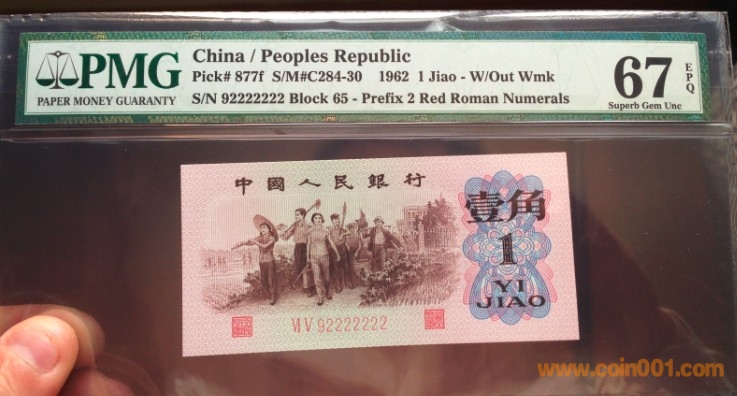 PMG
PAPER MONEY GUARANTY
China / Peoples Republic
Pick# 877f S/M#C284-30 1962 1 Jiao - W/Out Wmk
S/N 92222222 Block 65 - Prefix 2 Red Roman Numerals
67 EPQ
Superb Gem Unc
中國人民銀行
壹角
1
YI
JIAO
VI V 92222222
www.coin001.com